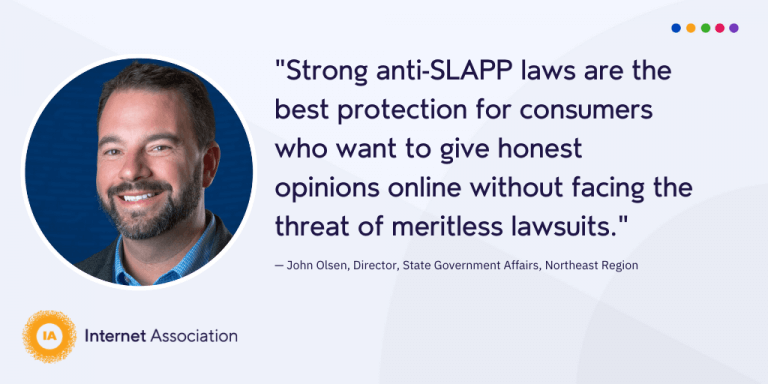 "Strong anti-SLAPP laws are the
best protection for consumers
who want to give honest
opinions online without facing the
threat of meritless lawsuits."
— John Olsen, Director, State Government Affairs, Northeast Region
IA
Internet Association